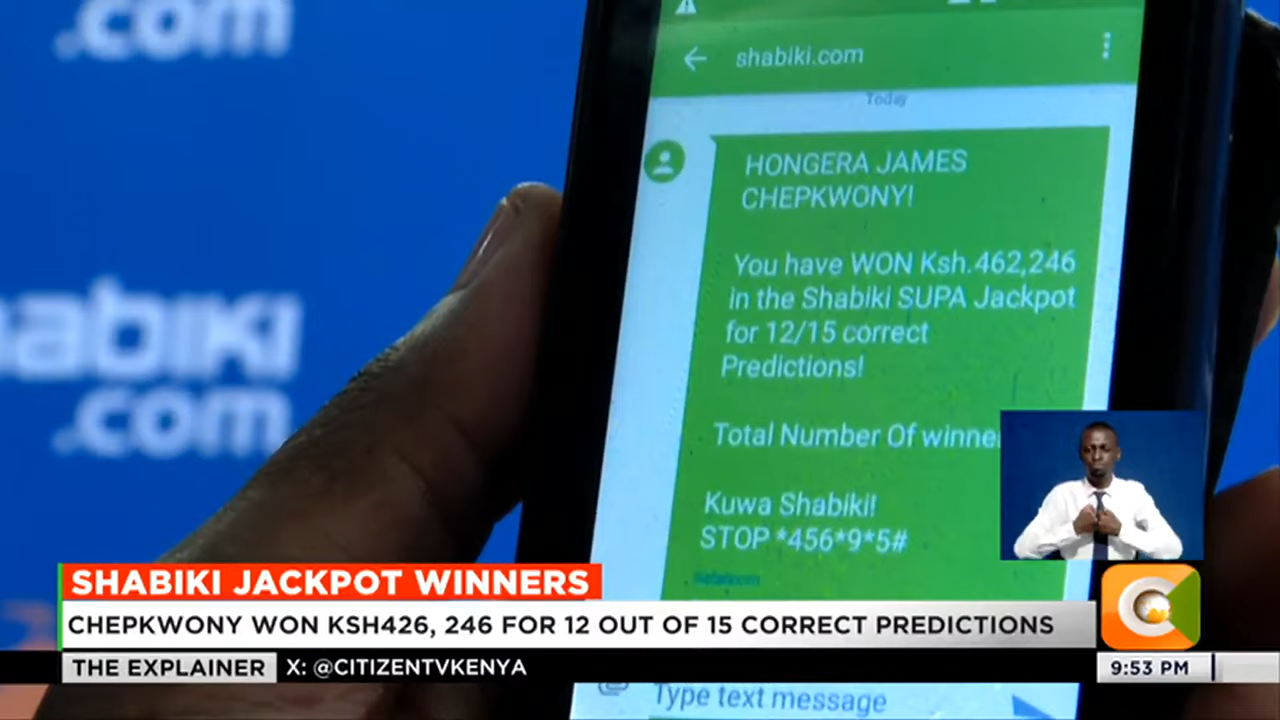 .com
shabiki.com
Today
HONGERA JAMES
CHEPKWONY!
You have WON Ksh.462,246
in the Shabiki SUPA Jackpot
for 12/15 correct
Predictions!
Total Number Of
Kuwa Shabiki!
STOP *456*9*5#
.com
SHABIKI JACKPOT WINNERS
CHEPKWONY WON KSH426, 246 FOR 12 OUT OF 15 CORRECT PREDICTIONS
THE EXPLAINER X: @CITIZENTVKENYA
9:53 PM
Type text message